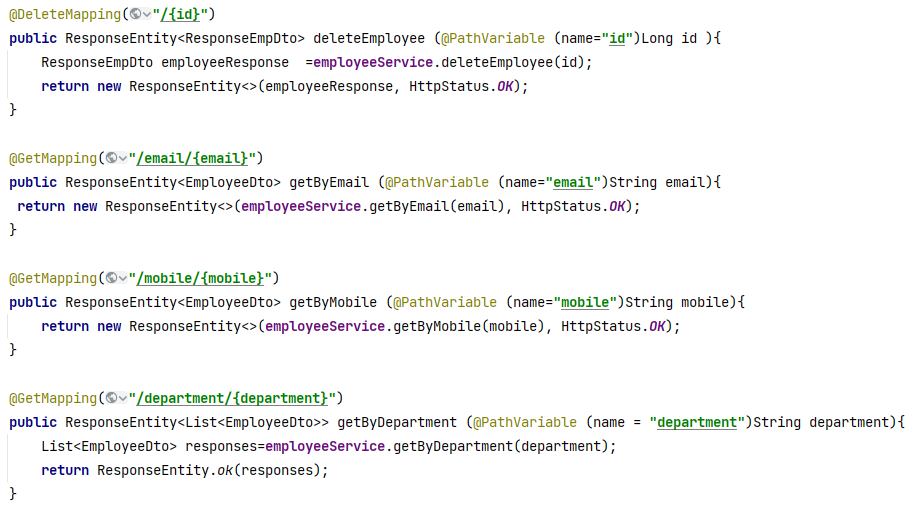 @DeleteMapping("/{id}")
public ResponseEntity<ResponseEmpDto> deleteEmployee (@PathVariable (name="id")Long id ){
    ResponseEmpDto employeeResponse  =employeeService.deleteEmployee(id);
    return new ResponseEntity<>(employeeResponse, HttpStatus.OK);
}

@GetMapping("/email/{email}")
public ResponseEntity<EmployeeDto> getByEmail (@PathVariable (name="email")String email){
 return new ResponseEntity<>(employeeService.getByEmail(email), HttpStatus.OK);
}

@GetMapping("/mobile/{mobile}")
public ResponseEntity<EmployeeDto> getByMobile (@PathVariable (name="mobile")String mobile){
    return new ResponseEntity<>(employeeService.getByMobile(mobile), HttpStatus.OK);
}

@GetMapping("/department/{department}")
public ResponseEntity<List<EmployeeDto>> getByDepartment (@PathVariable (name = "department")String department){
    List<EmployeeDto> responses=employeeService.getByDepartment(department);
    return ResponseEntity.ok(responses);
}